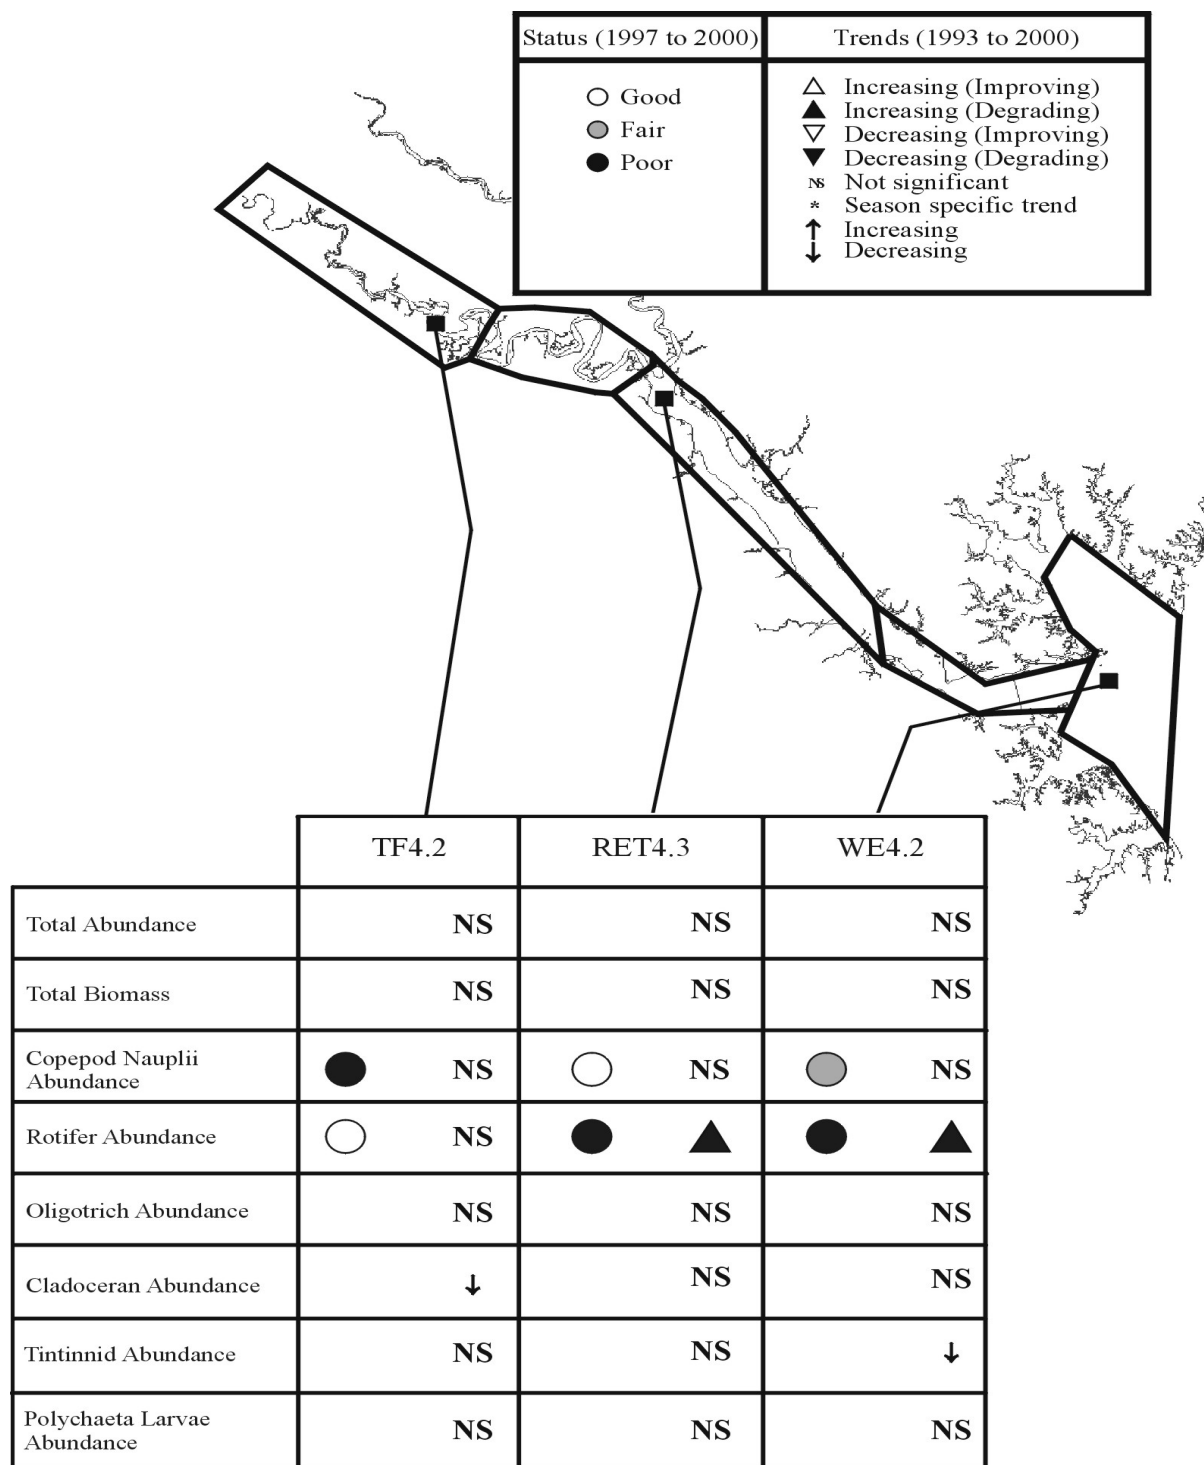 Status (1997 to 2000)
Trends (1993 to 2000)
Good
Fair
Poor
Increasing (Improving)
Increasing (Degrading)
Decreasing (Improving)
Decreasing (Degrading)
NS Not significant
* Season specific trend
↑ Increasing
↓ Decreasing
TF4.2 RET4.3 WE4.2
Total Abundance NS NS NS
Total Biomass NS NS NS
Copepod Nauplii
Abundance NS NS NS
Rotifer Abundance NS
Oligotrich Abundance NS NS NS
Cladoceran Abundance ↓ NS NS
Tintinnid Abundance NS NS ↓
Polychaeta Larvae
Abundance NS NS NS